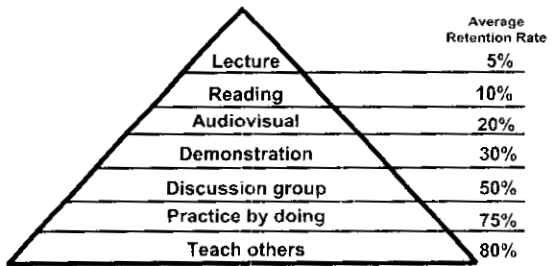 Average
Retention Rate
Lecture 5%
Reading 10%
Audiovisual 20%
Demonstration 30%
Discussion group 50%
Practice by doing 75%
Teach others 80%